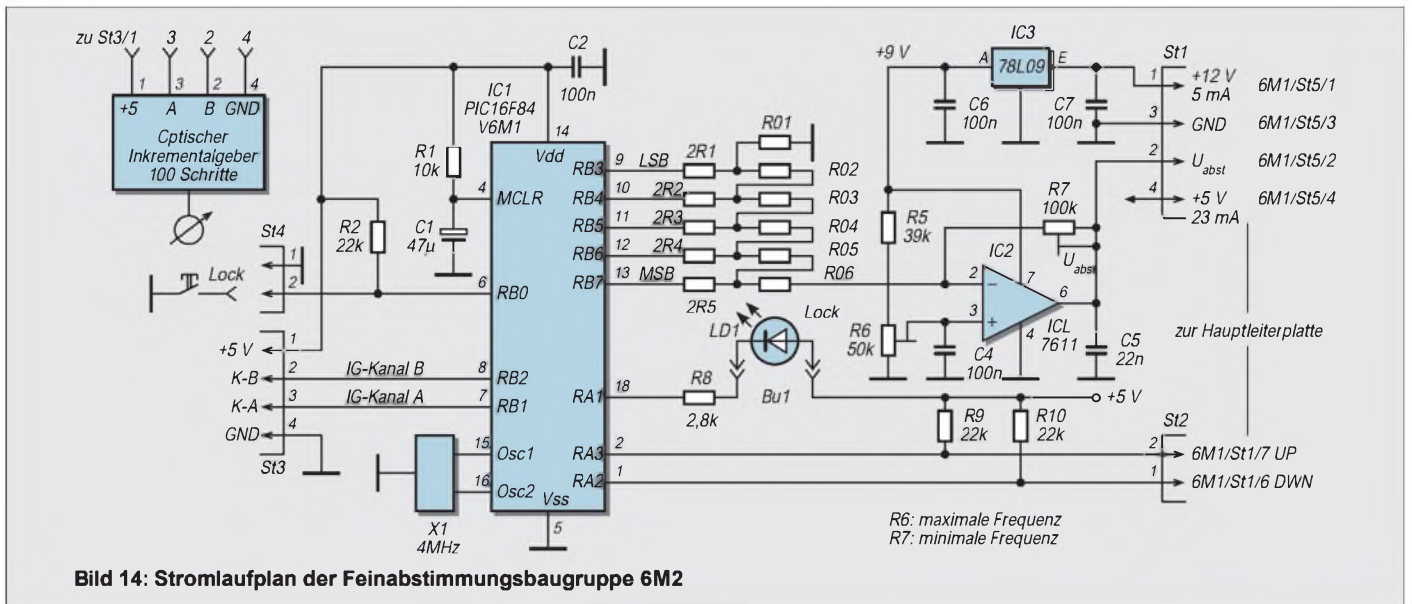 zu St3/1 3 2 4
1 3 2 4
+5 A B GND
Cptischer
Inkrementalgeber
100 Schritte
C2
100n
IC1
PIC16F84
V6M1
14
Vdd
R1
10k
4 MCLR
C1
47µ
R2
22k
St4
1
2
Lock
6 RB0
St3
+5 V 1
K-B 2 IG-Kanal B 8 RB2
K-A 3 IG-Kanal A 7 RB1
GND 4
15 Osc1
16 Osc2
Vss
5
X1
4MHz
RB3 9 LSB 2R1
RB4 10 2R2
RB5 11 2R3
RB6 12 2R4
RB7 13 MSB 2R5
R01
R02
R03
R04
R05
R06
LD1
Lock
Bu1
RA1 18
R8
2,8k
RA3 2
RA2 1
+9 V
IC3
A 78L09 E
C6
100n
C7
100n
R5
39k
R6
50k
C4
100n
IC2
2 –
3 +
7
6
4
ICL
7611
R7
100k
Uabst
C5
22n
+5 V
R9
22k
R10
22k
St1
1 +12 V 6M1/St5/1
5 mA
3 GND 6M1/St5/3
2 Uabst 6M1/St5/2
4 +5 V 6M1/St5/4
23 mA
zur Hauptleiterplatte
St2
2 6M1/St1/7 UP
1 6M1/St1/6 DWN
R6: maximale Frequenz
R7: minimale Frequenz
Bild 14: Stromlaufplan der Feinabstimmungsbaugruppe 6M2